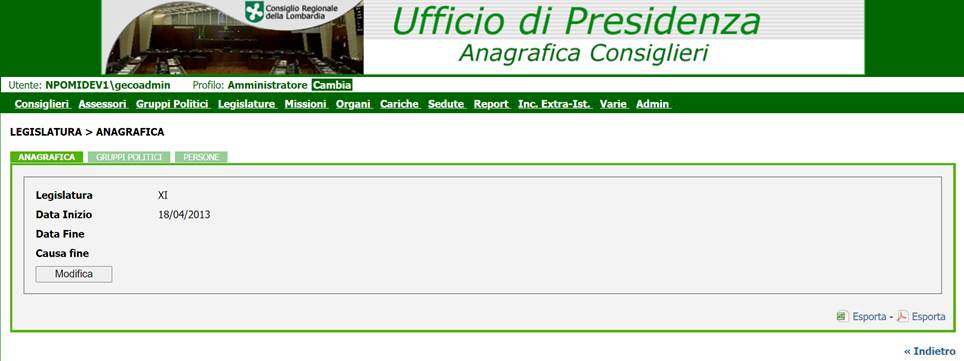 Consiglio Regionale
della Lombardia
Ufficio di Presidenza
Anagrafica Consiglieri
Utente: NPOMIDEV1\gecoadmin Profilo: Amministratore Cambia
Consiglieri Assessori Gruppi Politici Legislature Missioni Organi Cariche Sedute Report Inc. Extra-Ist. Varie Admin
LEGISLATURA > ANAGRAFICA
ANAGRAFICA GRUPPI POLITICI PERSONE
Legislatura XI
Data Inizio 18/04/2013
Data Fine
Causa fine
Modifica
Esporta - Esporta
« Indietro